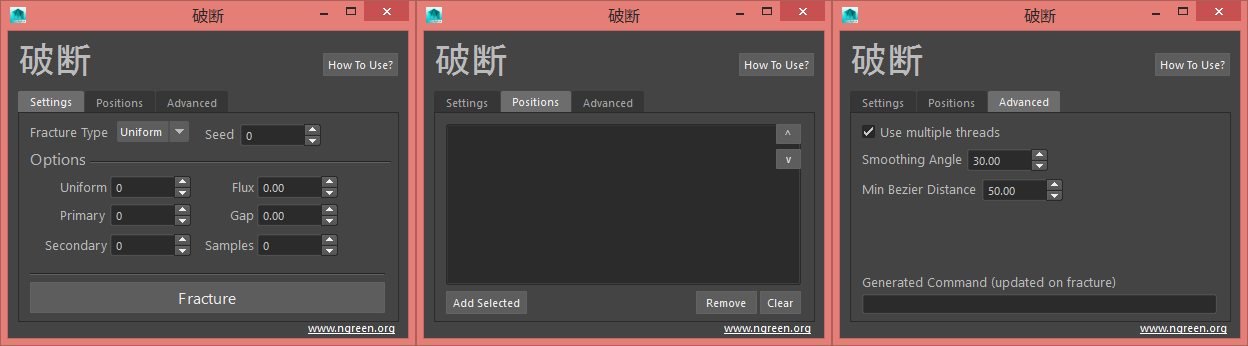 破断
破断
How To Use?
Settings Positions Advanced
Fracture Type Uniform Seed 0
Options
Uniform 0 Flux 0.00
Primary 0 Gap 0.00
Secondary 0 Samples 0
Fracture
www.ngreen.org
破断
破断
How To Use?
Settings Positions Advanced
^
v
Add Selected Remove Clear
www.ngreen.org
破断
破断
How To Use?
Settings Positions Advanced
Use multiple threads
Smoothing Angle 30.00
Min Bezier Distance 50.00
Generated Command (updated on fracture)
www.ngreen.org